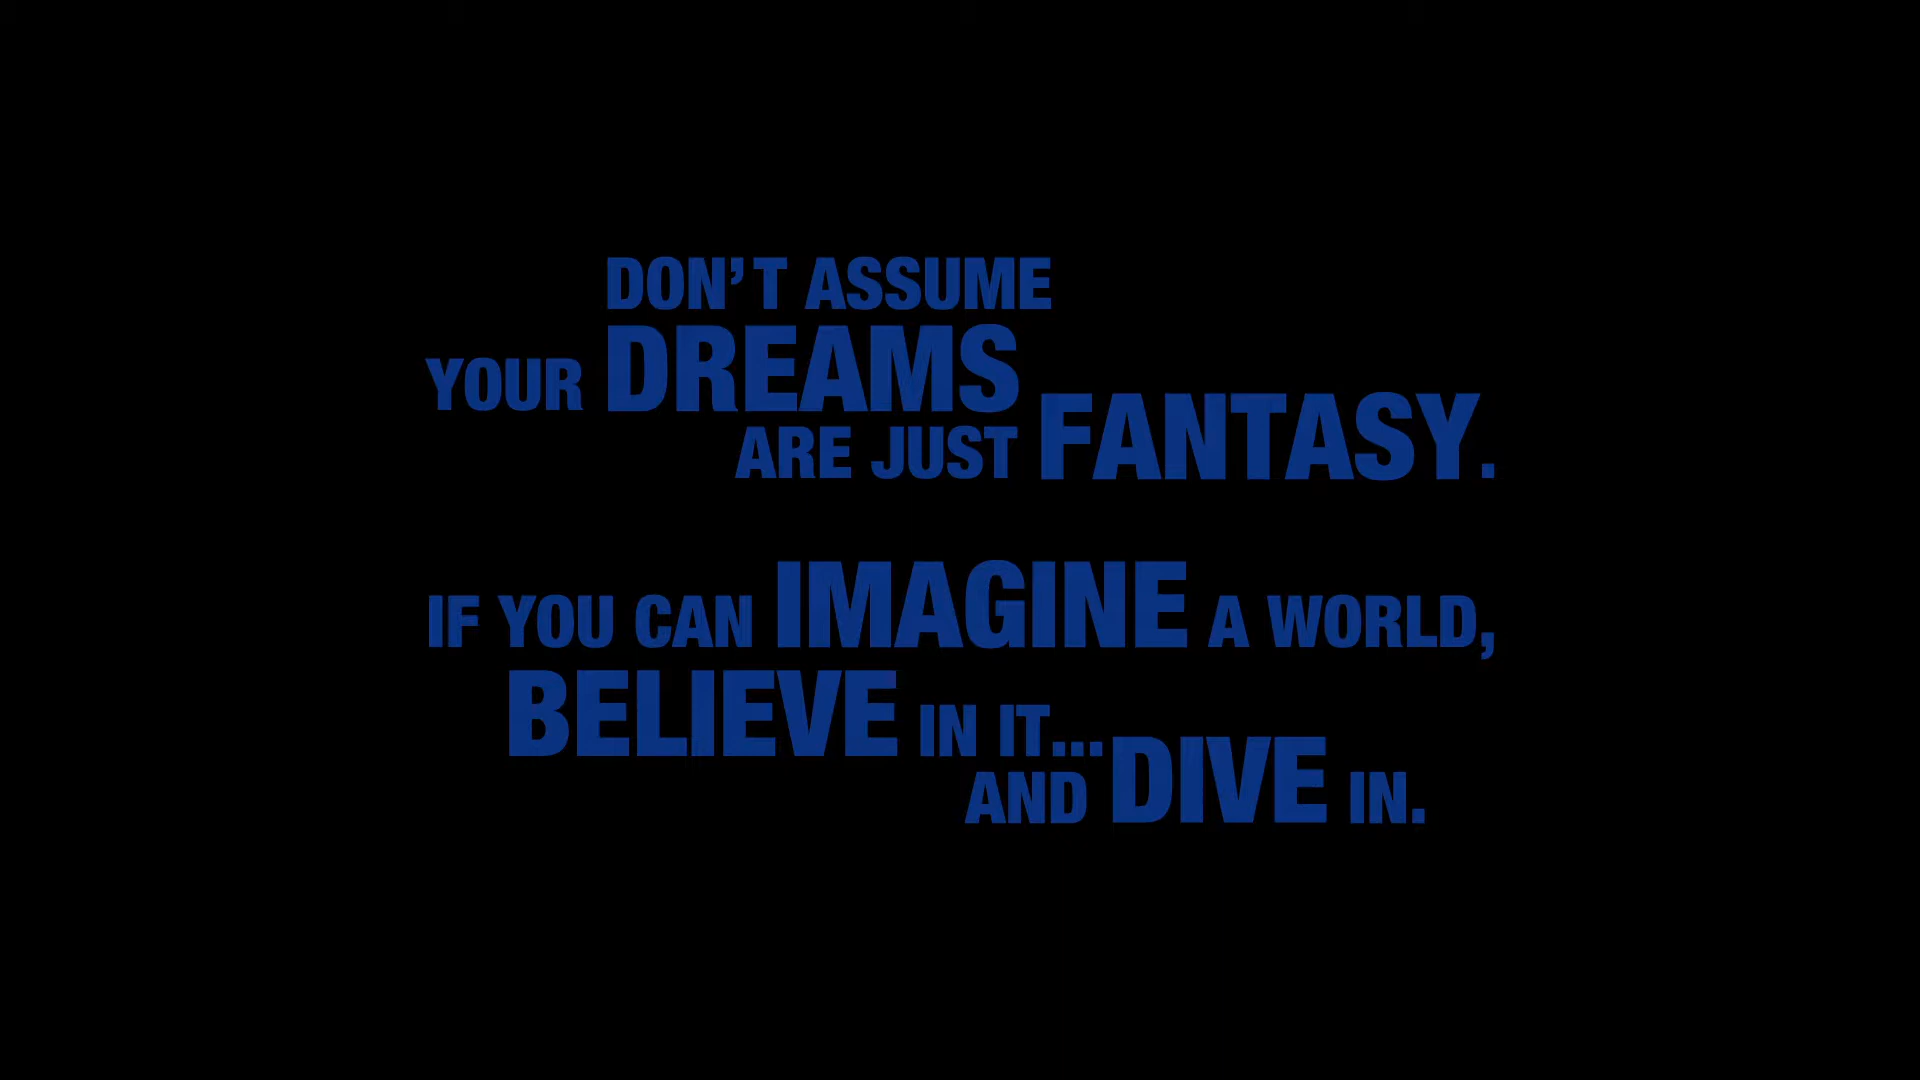 DON'T ASSUME
YOUR DREAMS
ARE JUST FANTASY.
IF YOU CAN IMAGINE A WORLD,
BELIEVE IN IT...
AND DIVE IN.